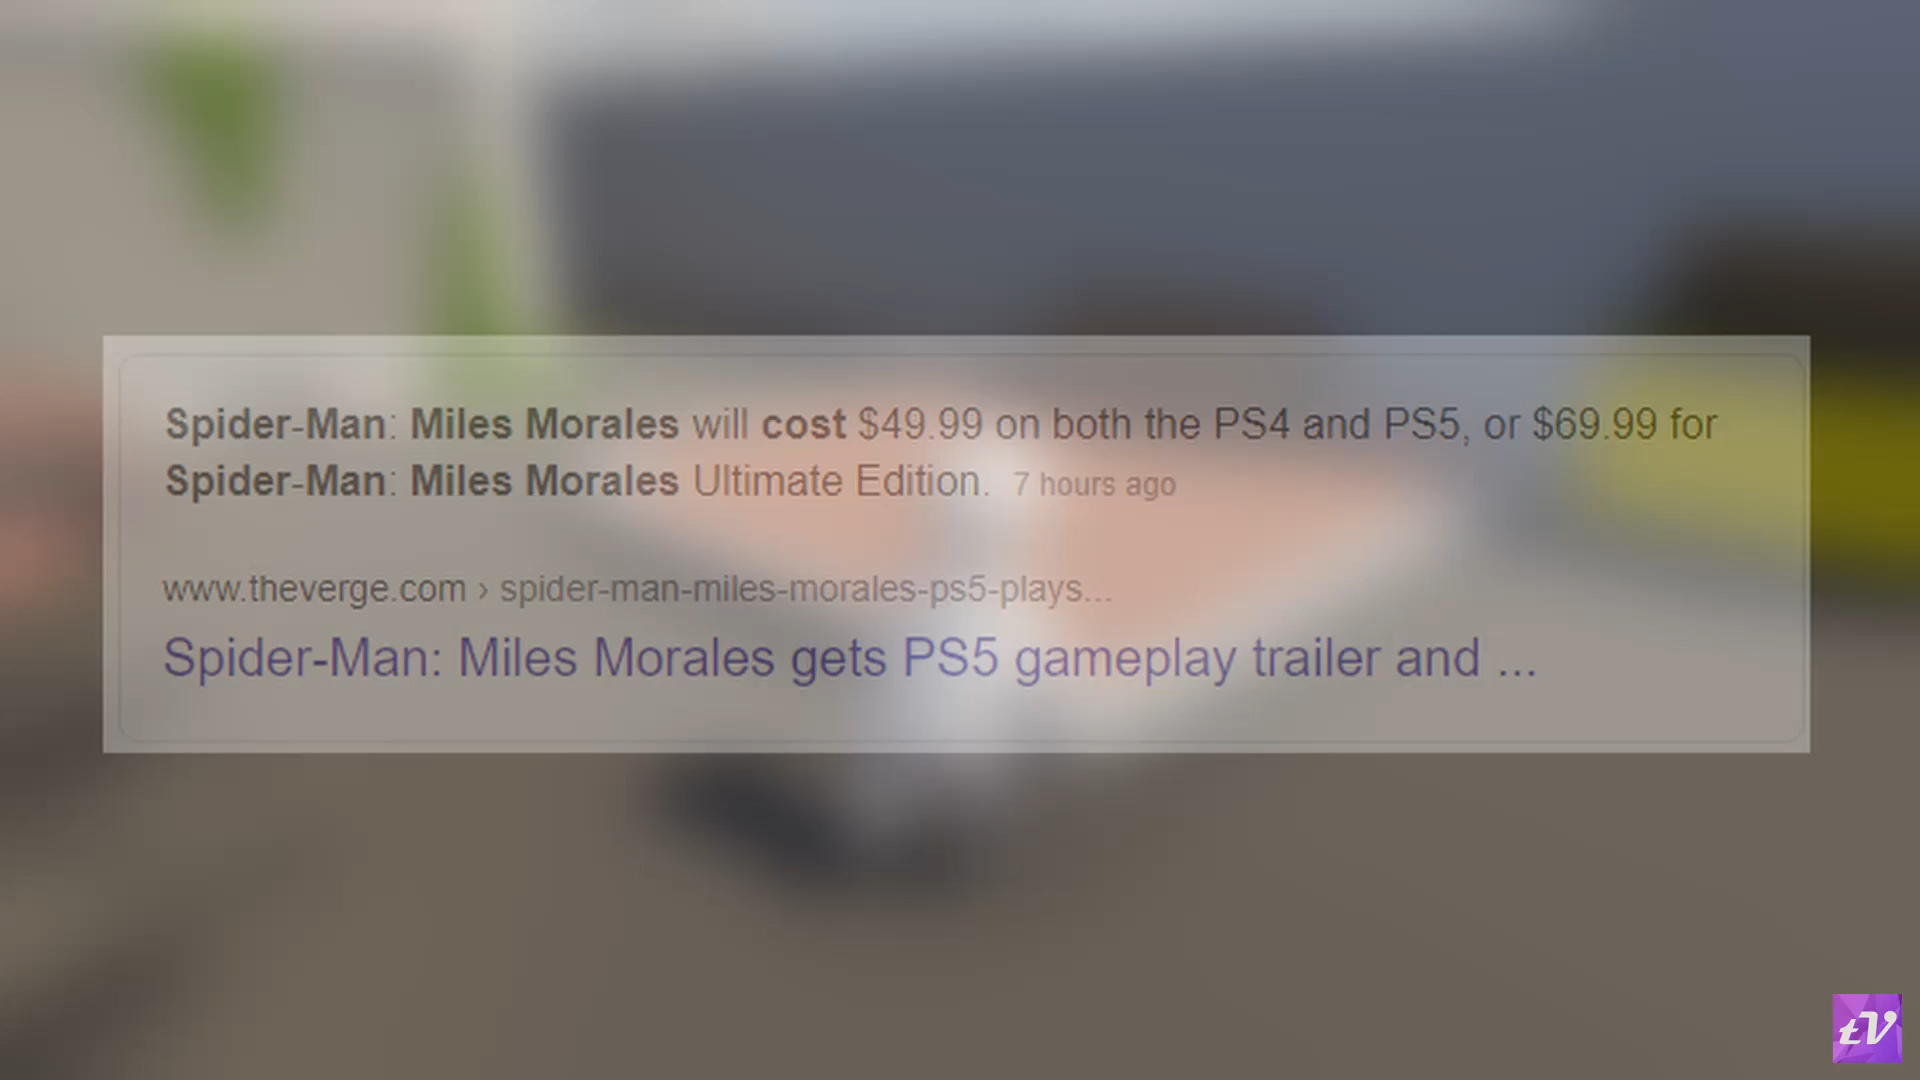 Spider-Man: Miles Morales will cost $49.99 on both the PS4 and PS5, or $69.99 for
Spider-Man: Miles Morales Ultimate Edition. 7 hours ago
www.theverge.com › spider-man-miles-morales-ps5-plays...
Spider-Man: Miles Morales gets PS5 gameplay trailer and ...
tV